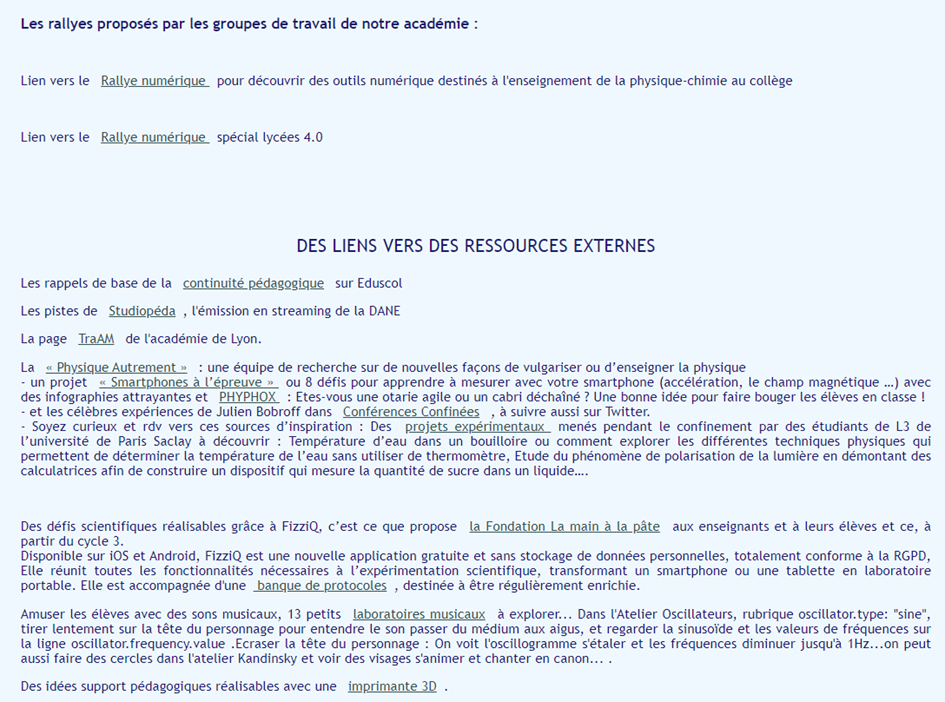 Les rallyes proposés par les groupes de travail de notre académie :
Lien vers le Rallye numérique pour découvrir des outils numérique destinés à l'enseignement de la physique-chimie au collège
Lien vers le Rallye numérique spécial lycées 4.0
DES LIENS VERS DES RESSOURCES EXTERNES
Les rappels de base de la continuité pédagogique sur Eduscol
Les pistes de Studiopéda , l'émission en streaming de la DANE
La page TraAM de l'académie de Lyon.
La « Physique Autrement » : une équipe de recherche sur de nouvelles façons de vulgariser ou d’enseigner la physique
- un projet « Smartphones à l’épreuve » ou 8 défis pour apprendre à mesurer avec votre smartphone (accélération, le champ magnétique …) avec
des infographies attrayantes et PHYPHOX : Etes-vous une otarie agile ou un cabri déchaîné ? Une bonne idée pour faire bouger les élèves en classe !
- et les célèbres expériences de Julien Bobroff dans Conférences Confinées , à suivre aussi sur Twitter.
- Soyez curieux et rdv vers ces sources d’inspiration : Des projets expérimentaux menés pendant le confinement par des étudiants de L3 de
l’université de Paris Saclay à découvrir : Température d’eau dans un bouilloire ou comment explorer les différentes techniques physiques qui
permettent de déterminer la température de l’eau sans utiliser de thermomètre, Etude du phénomène de polarisation de la lumière en démontant des
calculatrices afin de construire un dispositif qui mesure la quantité de sucre dans un liquide….
Des défis scientifiques réalisables grâce à FizziQ, c’est ce que propose la Fondation La main à la pâte aux enseignants et à leurs élèves et ce, à
partir du cycle 3.
Disponible sur iOS et Android, FizziQ est une nouvelle application gratuite et sans stockage de données personnelles, totalement conforme à la RGPD,
Elle réunit toutes les fonctionnalités nécessaires à l’expérimentation scientifique, transformant un smartphone ou une tablette en laboratoire
portable. Elle est accompagnée d'une banque de protocoles , destinée à être régulièrement enrichie.
Amuser les élèves avec des sons musicaux, 13 petits laboratoires musicaux à explorer... Dans l'Atelier Oscillateurs, rubrique oscillator.type: "sine",
tirer lentement sur la tête du personnage pour entendre le son passer du médium aux aigus, et regarder la sinusoïde et les valeurs de fréquences sur
la ligne oscillator.frequency.value .Ecraser la tête du personnage : On voit l'oscillogramme s'étaler et les fréquences diminuer jusqu'à 1Hz...on peut
aussi faire des cercles dans l'atelier Kandinsky et voir des visages s'animer et chanter en canon... .
Des idées support pédagogiques réalisables avec une imprimante 3D .